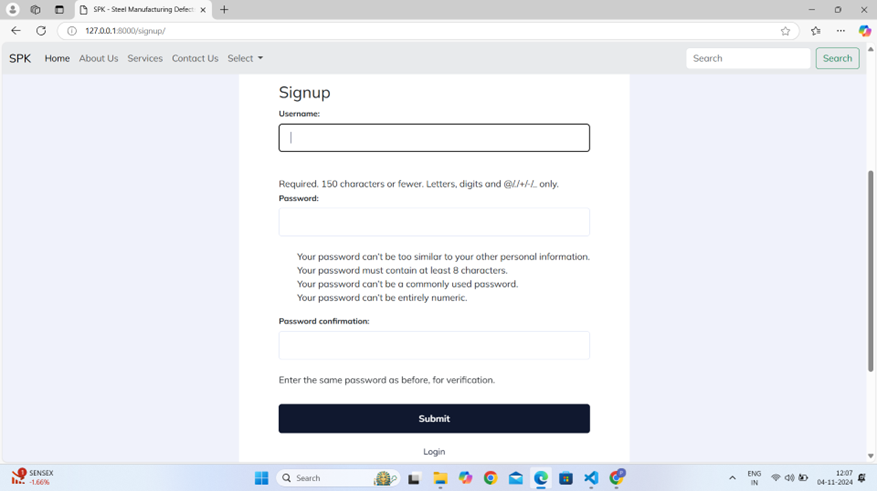 SPK - Steel Manufacturing Defect
127.0.0.1:8000/signup/
SPK Home About Us Services Contact Us Select Search Search
Signup
Username:
Required. 150 characters or fewer. Letters, digits and @/./+/-/_ only.
Password:
Your password can't be too similar to your other personal information.
Your password must contain at least 8 characters.
Your password can't be a commonly used password.
Your password can't be entirely numeric.
Password confirmation:
Enter the same password as before, for verification.
Submit
Login
1 SENSEX
-1.66%
Search
ENG
IN
12:07
04-11-2024